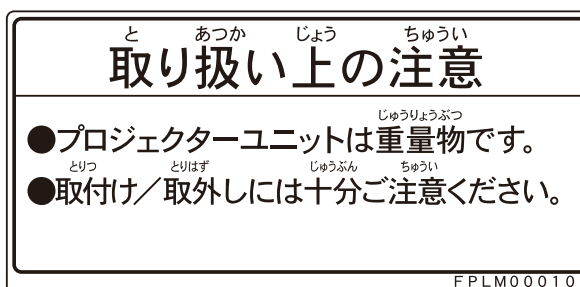 取り扱い上の注意
●プロジェクターユニットは重量物です。
●取付け／取外しには十分ご注意ください。
FPLM00010